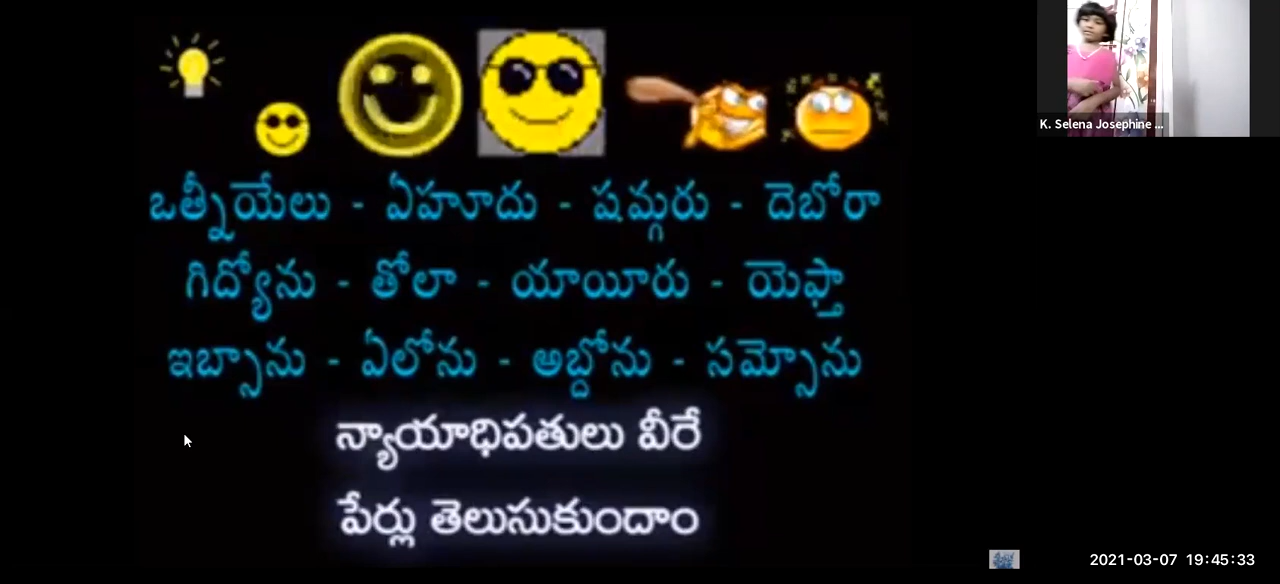 K. Selena Josephine ...
ఒత్నీయేలు - ఏహూదు - షమ్గరు - దెబోరా
గిద్యోను - తోలా - యాయీరు - యెఫ్తా
ఇబ్సాను - ఏలోను - అబ్దోను - సమ్సోను
న్యాయాధిపతులు వీరే
పేర్లు తెలుసుకుందాం
2021-03-07 19:45:33